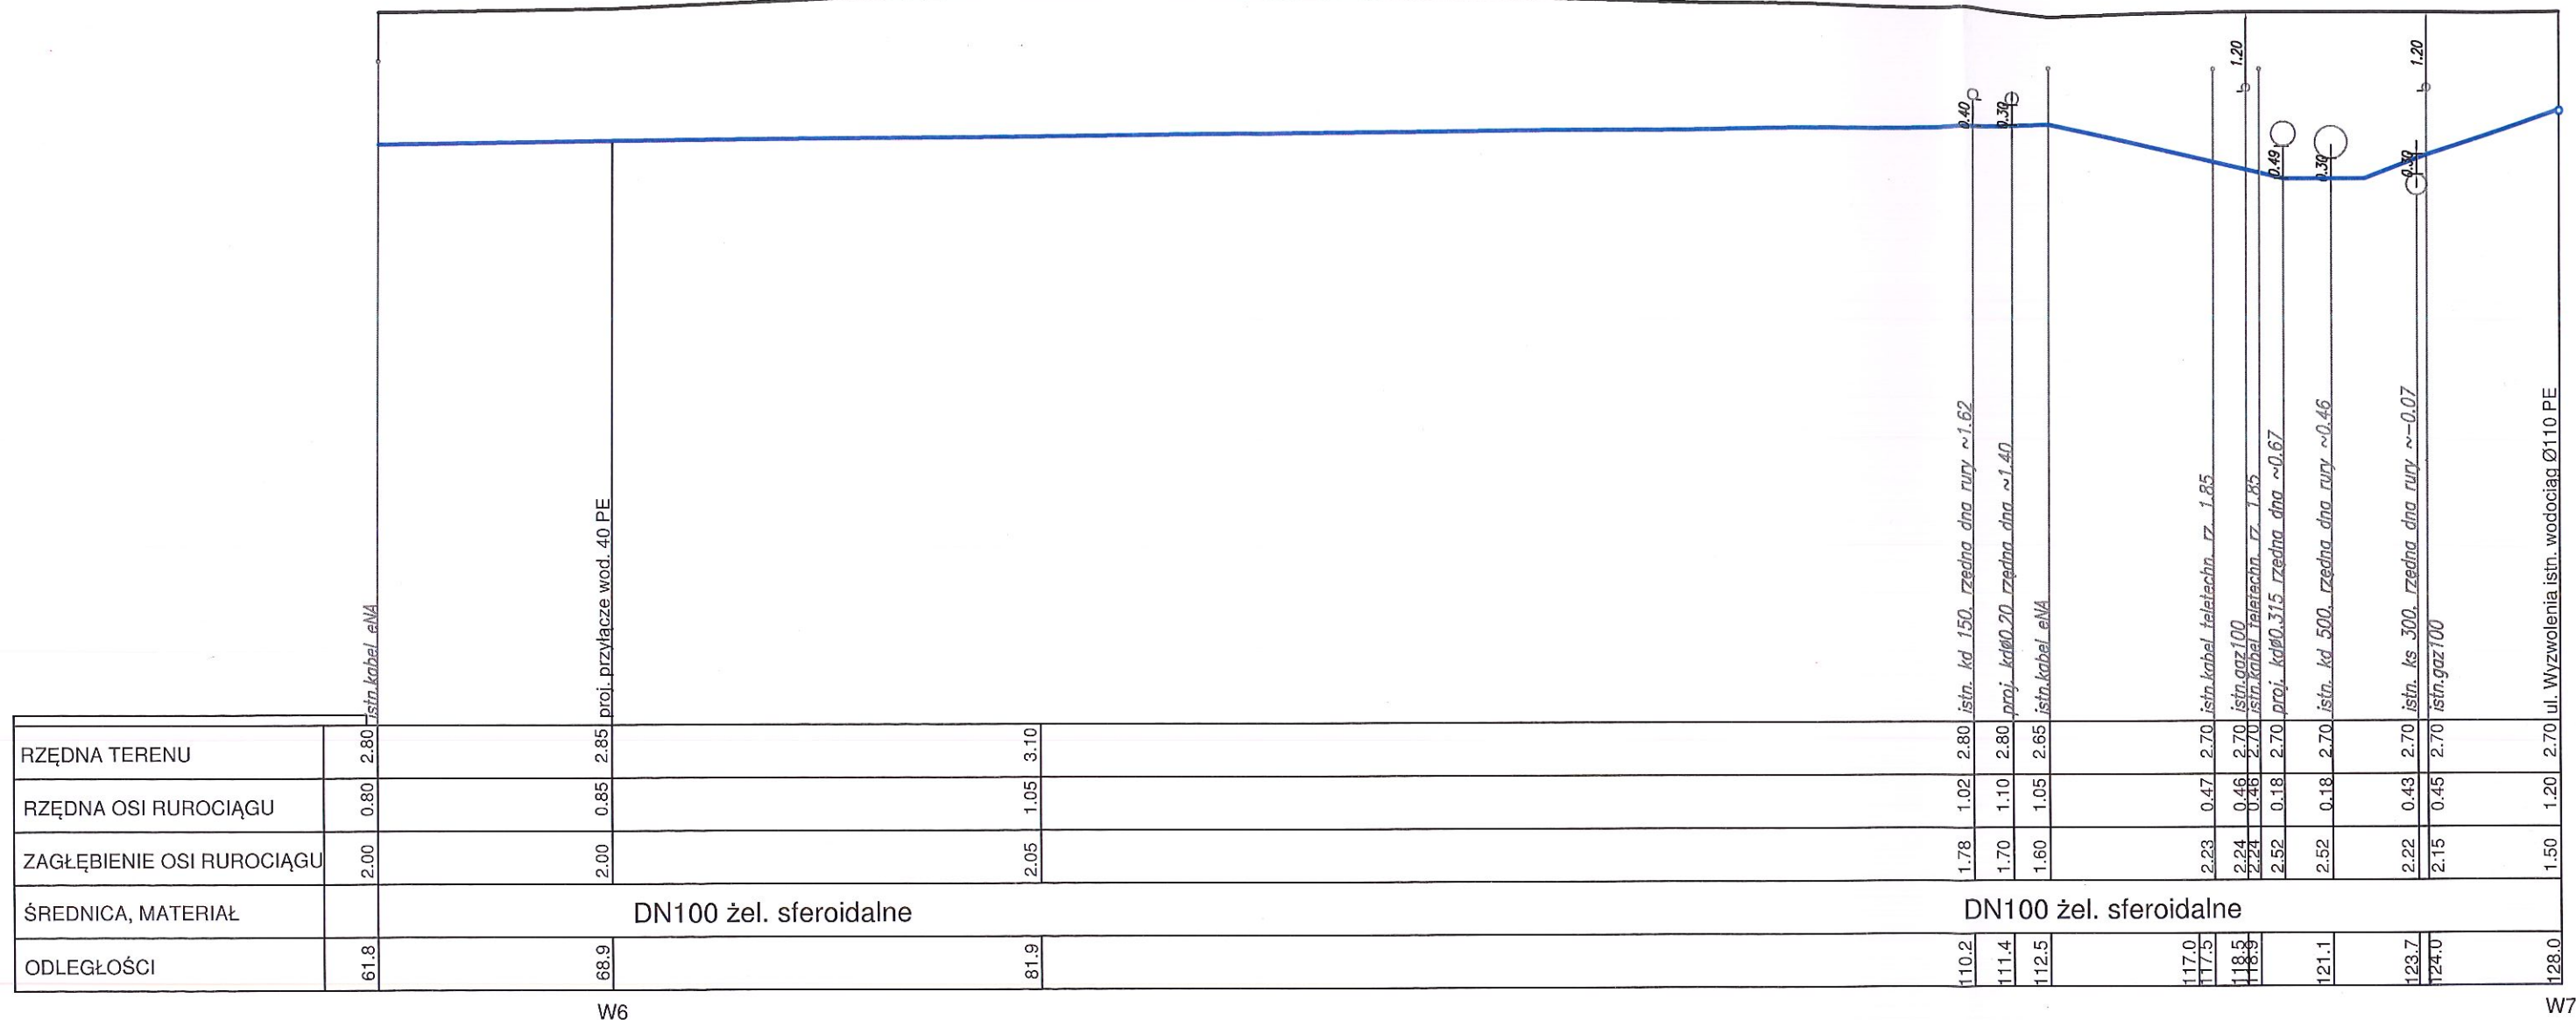 1.20
1.20
0.40
0.30
0.49
0.30
0.30
istn.kabel eNA
proj. przyłącze wod. 40 PE
istn. kd 150, rzędna dna rury ~1.62
proj. kdø0.20 rzędna dna ~1.40
istn.kabel eNA
istn.kabel teletechn. rz. 1.85
istn.gaz100
istn.kabel teletechn. rz. 1.85
proj. kdø0.315 rzędna dna ~0.67
istn. kd 500, rzędna dna rury ~0.46
istn. ks 300, rzędna dna rury ~-0.07
istn.gaz100
ul. Wyzwolenia istn. wodociąg Ø110 PE
RZĘDNA TERENU 2.80 2.85 3.10 2.80 2.80 2.65 2.70 2.70 2.70 2.70 2.70 2.70 2.70 2.70
RZĘDNA OSI RUROCIĄGU 0.80 0.85 1.05 1.02 1.10 1.05 0.47 0.46 0.46 0.18 0.18 0.43 0.45 1.20
ZAGŁĘBIENIE OSI RUROCIĄGU 2.00 2.00 2.05 1.78 1.70 1.60 2.23 2.24 2.24 2.52 2.52 2.22 2.15 1.50
ŚREDNICA, MATERIAŁ DN100 żel. sferoidalne DN100 żel. sferoidalne
ODLEGŁOŚCI 61.8 68.9 81.9 110.2 111.4 112.5 117.0 117.5 118.5 118.9 121.1 123.7 124.0 128.0
W6 W7